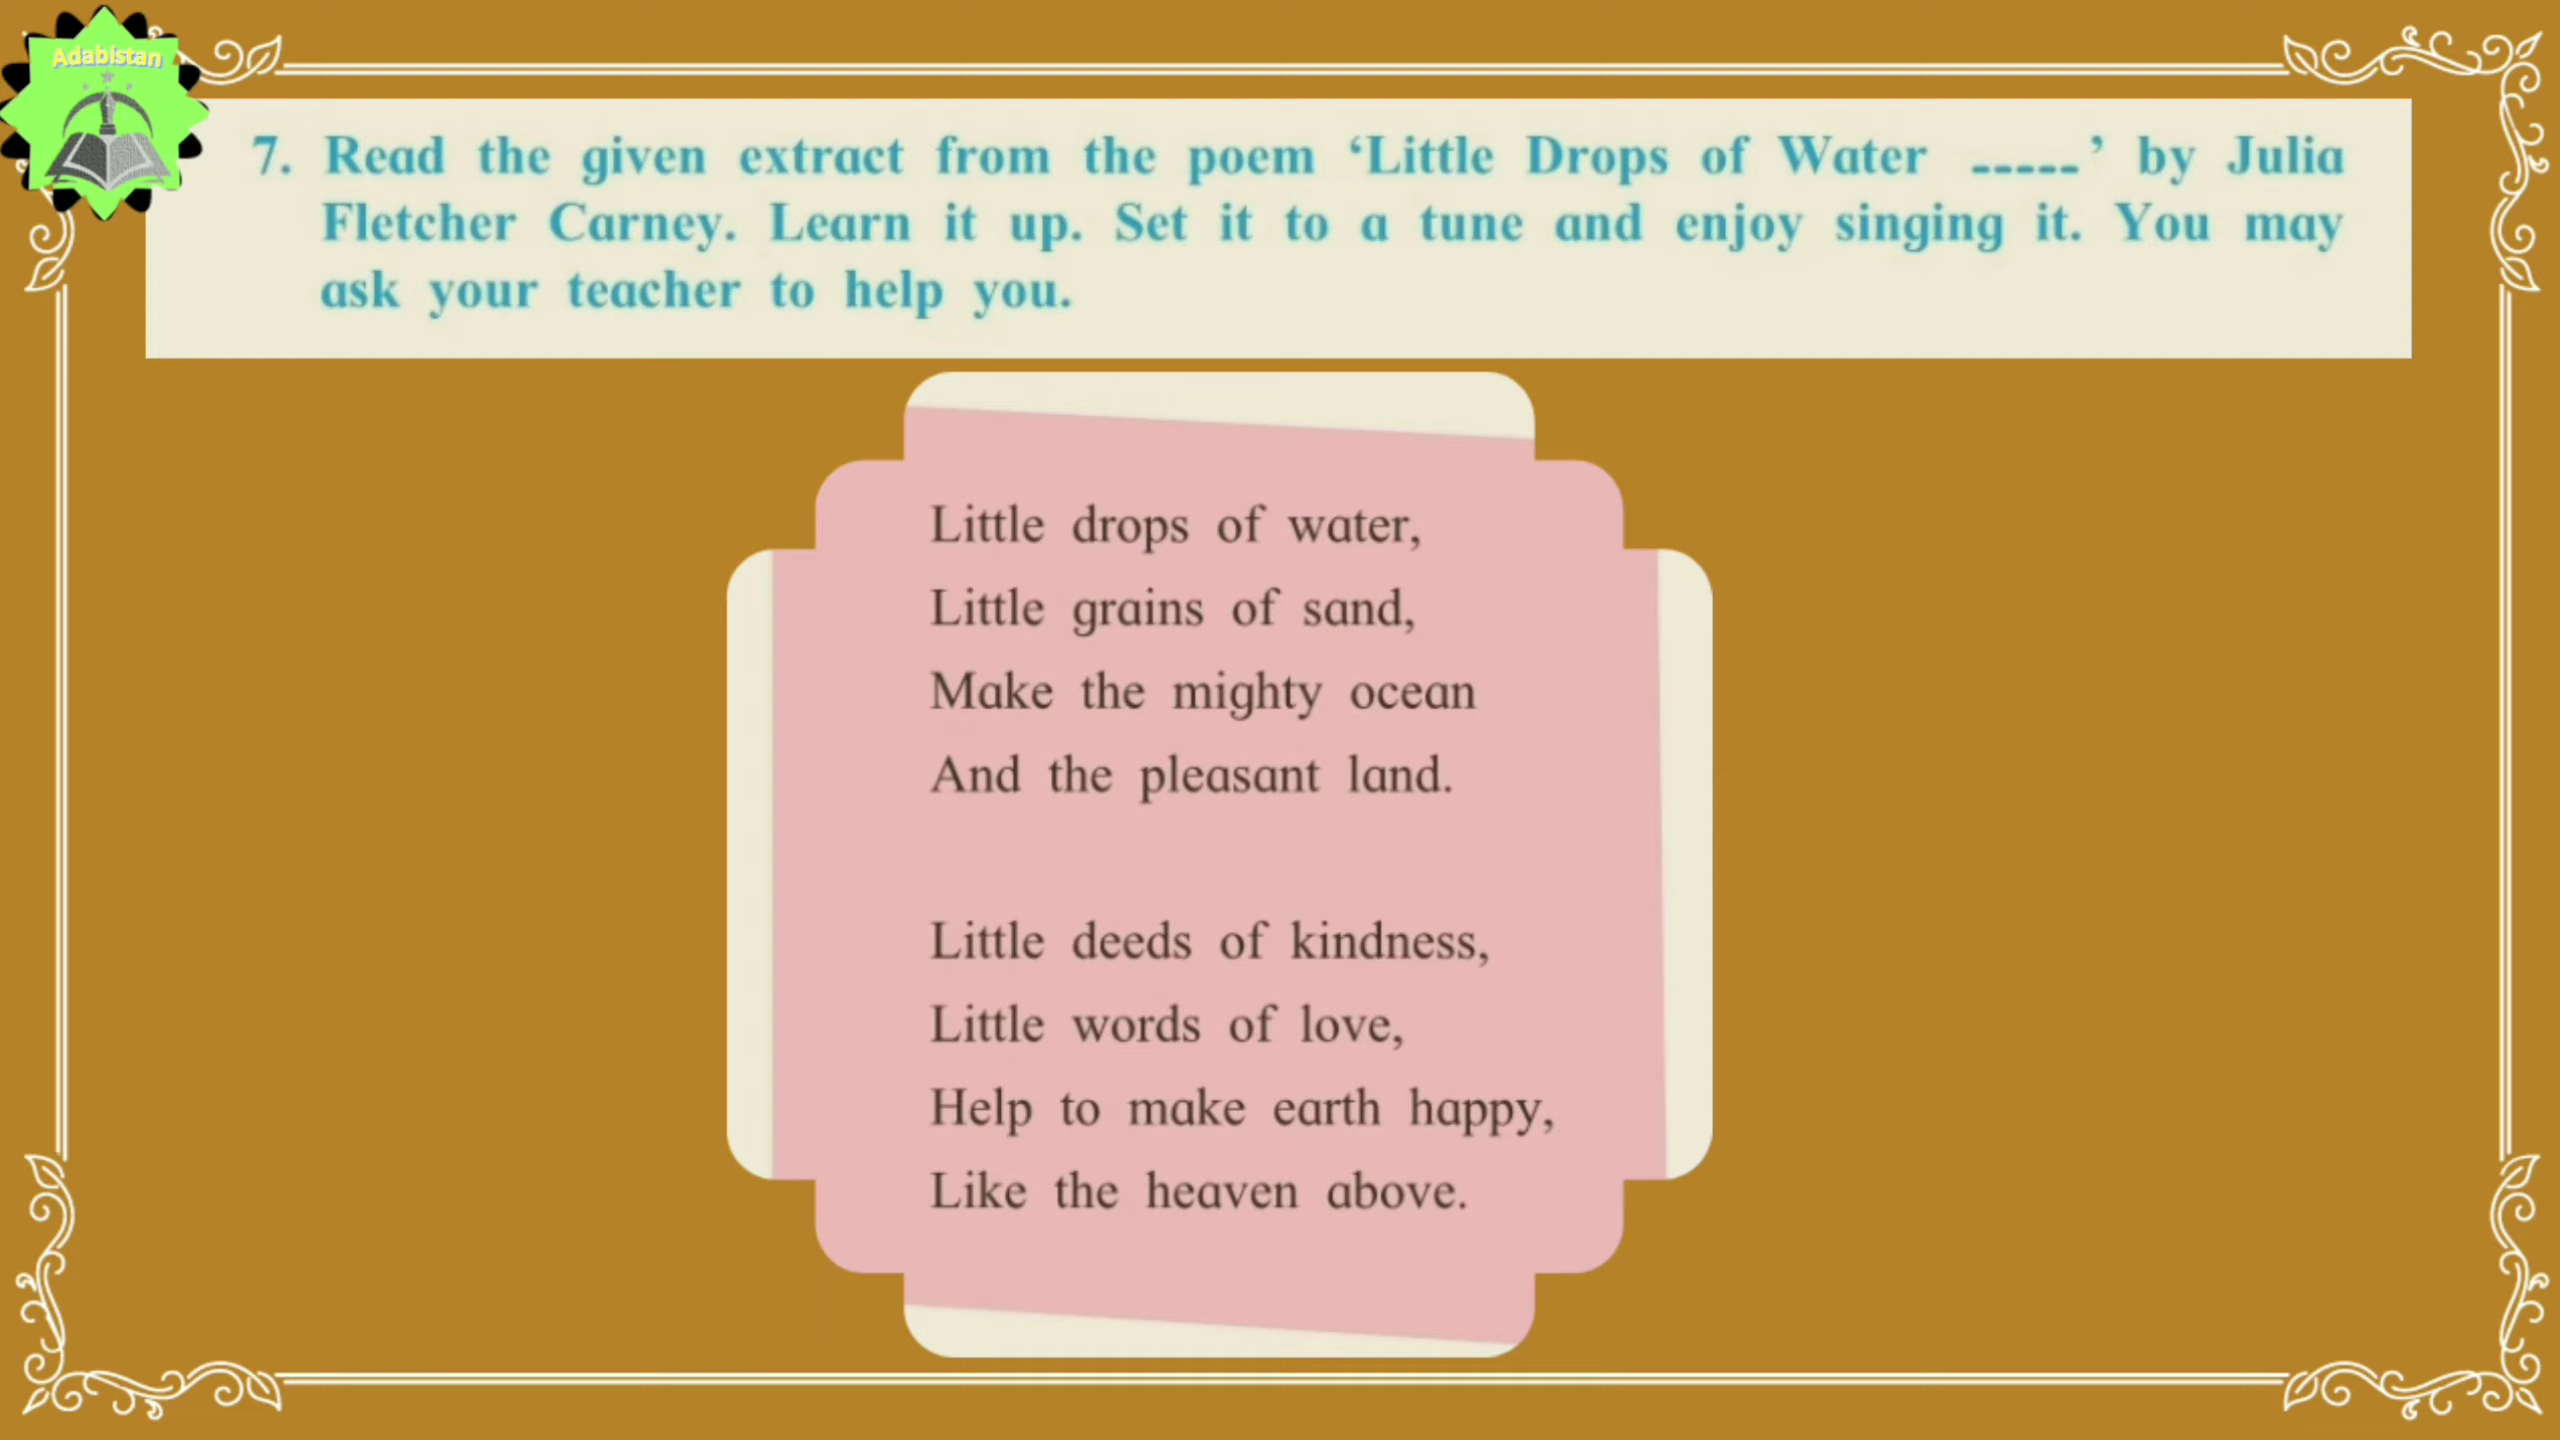 Adabistan
7. Read the given extract from the poem ‘Little Drops of Water -----’ by Julia
Fletcher Carney. Learn it up. Set it to a tune and enjoy singing it. You may
ask your teacher to help you.
Little drops of water,
Little grains of sand,
Make the mighty ocean
And the pleasant land.
Little deeds of kindness,
Little words of love,
Help to make earth happy,
Like the heaven above.